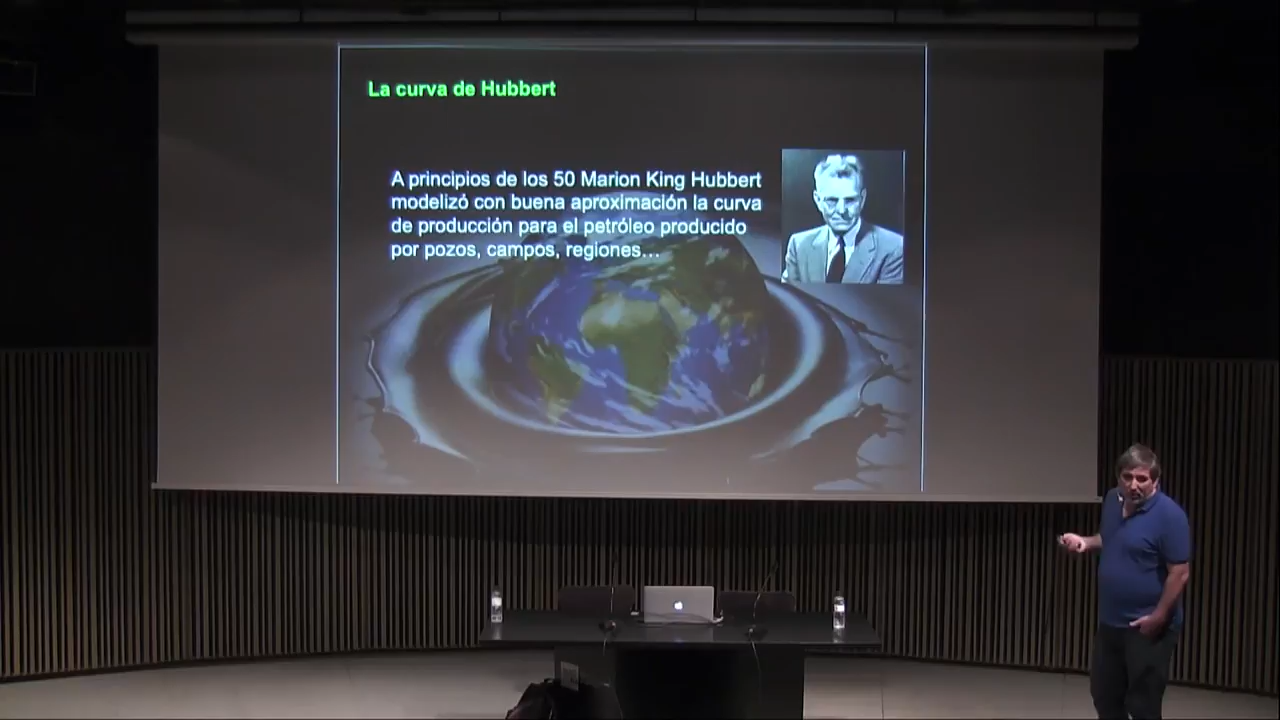 La curva de Hubbert
A principios de los 50 Marion King Hubbert
modelizó con buena aproximación la curva
de producción para el petróleo producido
por pozos, campos, regiones…